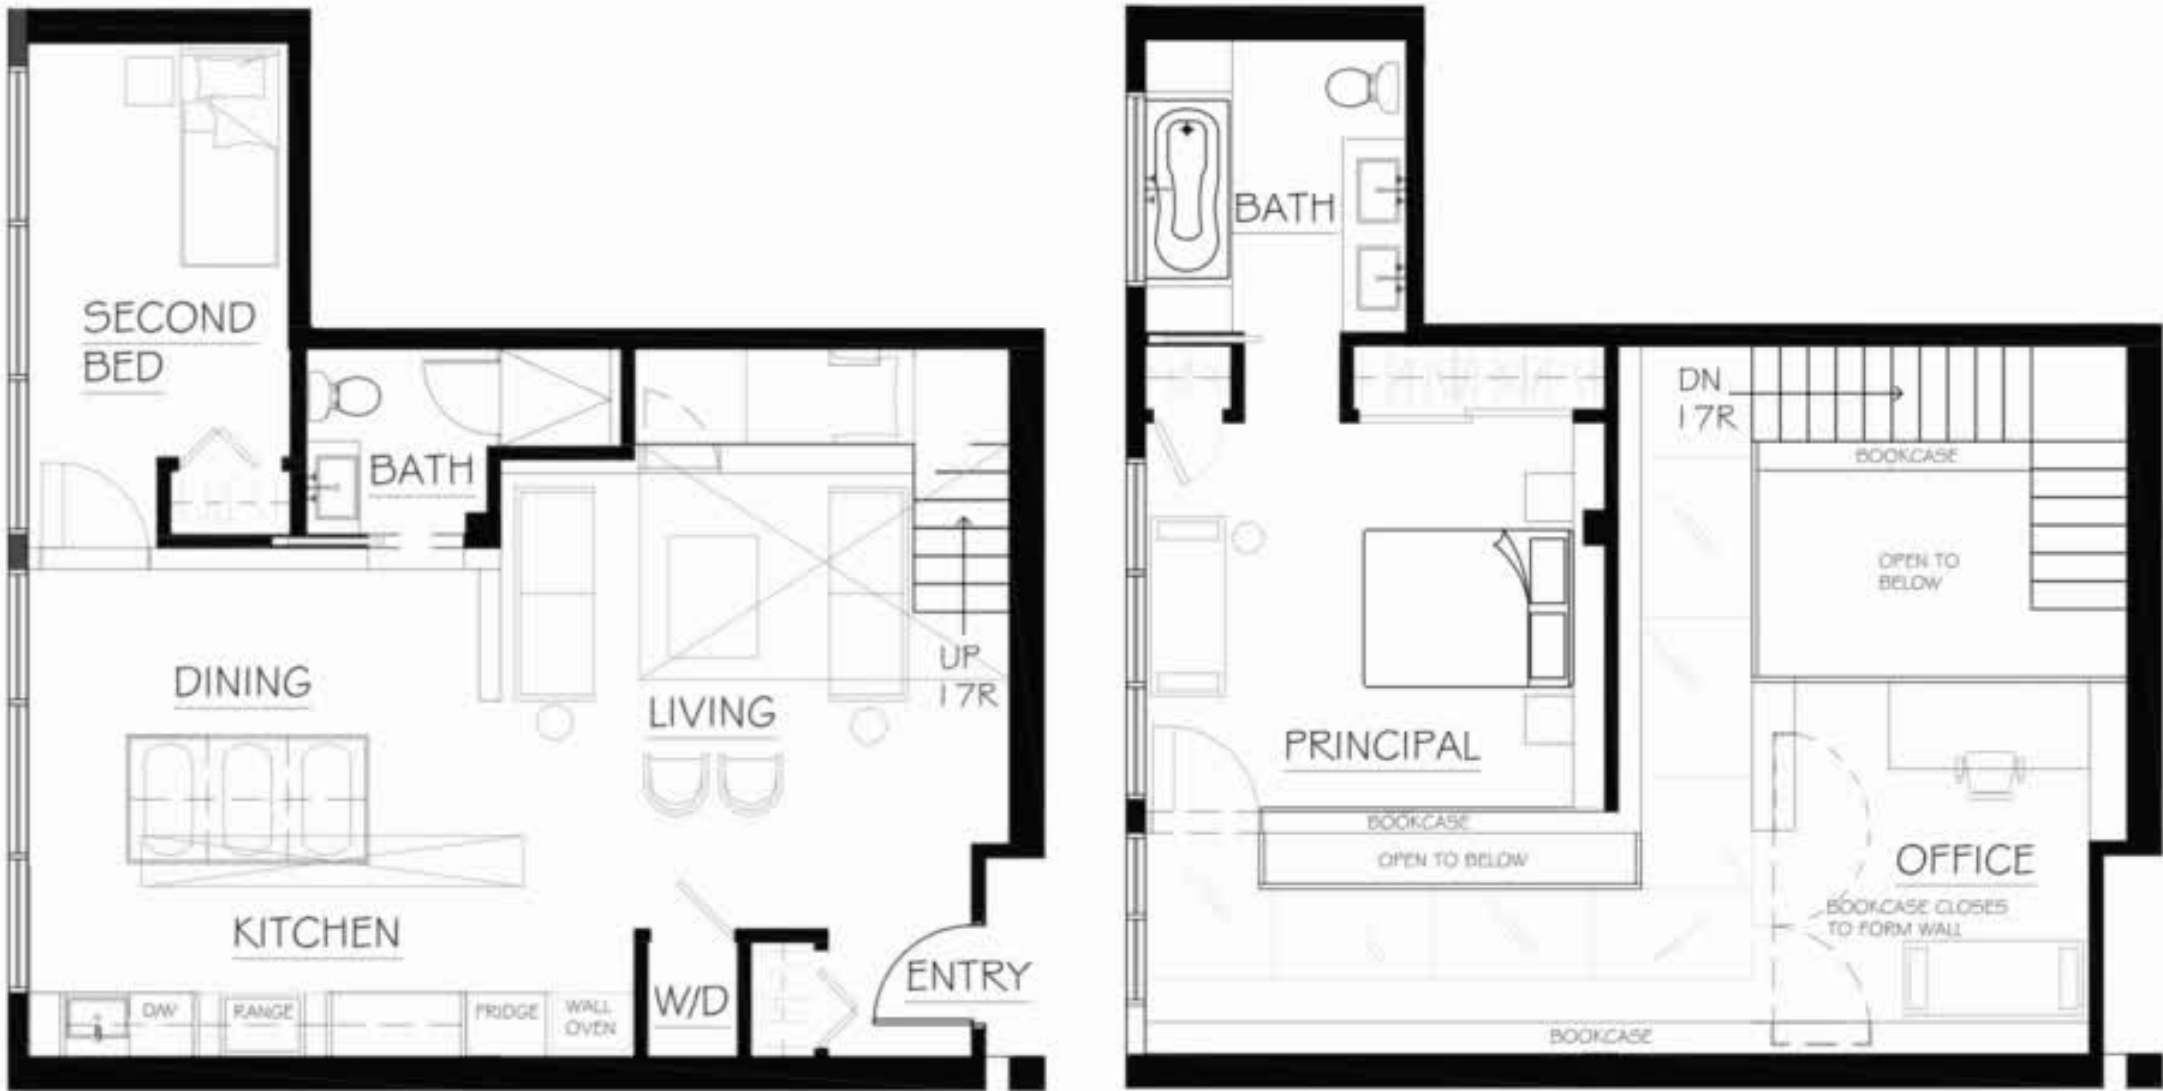 SECOND
BED
BATH
DINING
LIVING
UP
17R
KITCHEN
ENTRY
W/D
D/W
RANGE
FRIDGE
WALL
OVEN
BATH
DN
17R
BOOKCASE
OPEN TO
BELOW
PRINCIPAL
BOOKCASE
OPEN TO BELOW
OFFICE
BOOKCASE CLOSES
TO FORM WALL
BOOKCASE